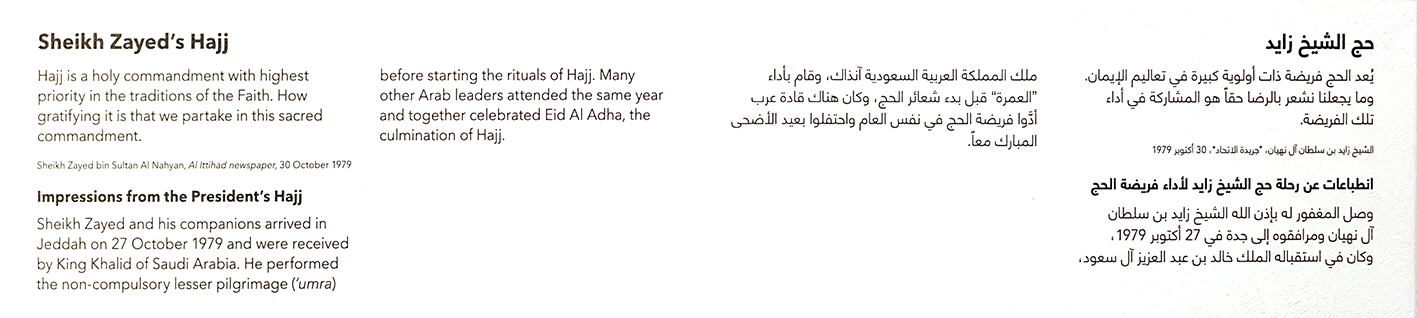 Sheikh Zayed's Hajj
Hajj is a holy commandment with highest
priority in the traditions of the Faith. How
gratifying it is that we partake in this sacred
commandment.
Sheikh Zayed bin Sultan Al Nahyan, Al Ittihad newspaper, 30 October 1979
Impressions from the President's Hajj
Sheikh Zayed and his companions arrived in
Jeddah on 27 October 1979 and were received
by King Khalid of Saudi Arabia. He performed
the non-compulsory lesser pilgrimage ('umra)
before starting the rituals of Hajj. Many
other Arab leaders attended the same year
and together celebrated Eid Al Adha, the
culmination of Hajj.
حج الشيخ زايد
يُعد الحج فريضة ذات أولوية كبيرة في تعاليم الإيمان.
وما يجعلنا نشعر بالرضا حقاً هو المشاركة في أداء
تلك الفريضة.
الشيخ زايد بن سلطان آل نهيان، "جريدة الاتحاد"، 30 أكتوبر 1979
انطباعات عن رحلة حج الشيخ زايد لأداء فريضة الحج
وصل المغفور له بإذن الله الشيخ زايد بن سلطان
آل نهيان ومرافقوه إلى جدة في 27 أكتوبر 1979،
وكان في استقباله الملك خالد بن عبد العزيز آل سعود،
ملك المملكة العربية السعودية آنذاك، وقام بأداء
"العمرة" قبل بدء شعائر الحج، وكان هناك قادة عرب
أدَّوا فريضة الحج في نفس العام واحتفلوا بعيد الأضحى
المبارك معاً.